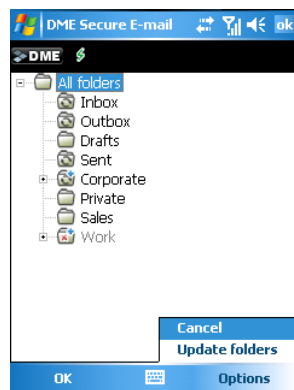 DME Secure E-mail ok
DME
All folders
Inbox
Outbox
Drafts
Sent
Corporate
Private
Sales
Work
Cancel
Update folders
OK Options